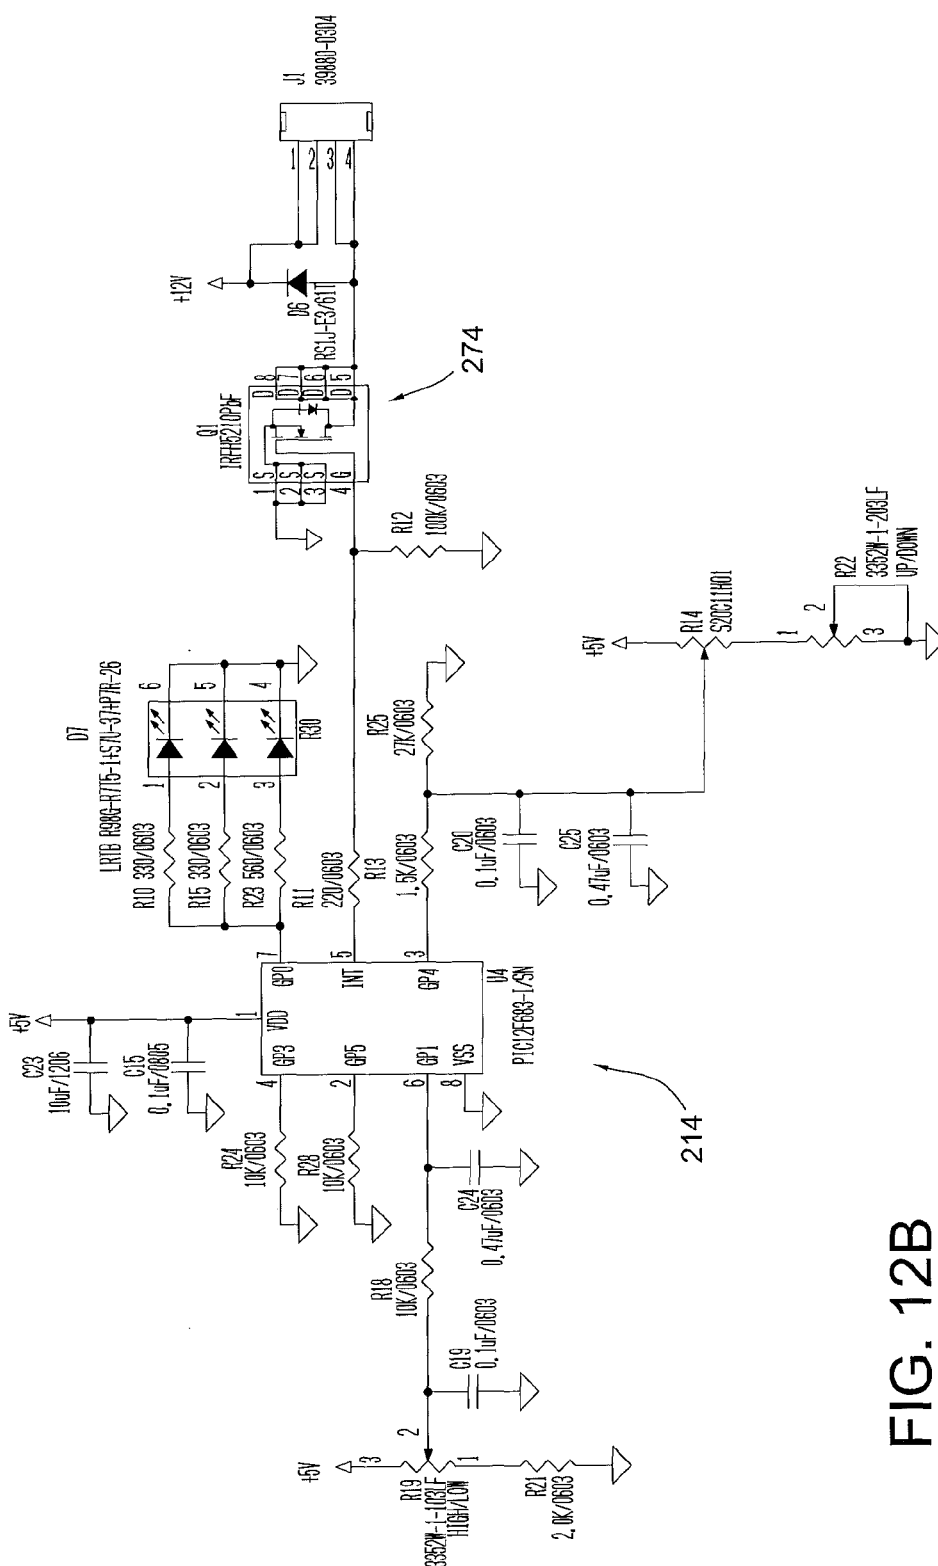 +12V
D6
RS1J-E3/61T
J1
39880-0304
1
2
3
4
Q1
IRFH5210PbF
1
2
3
4
S
S
S
G
D
D
D
D
8
7
6
5
274
R12
100K/0603
D7
LRTB R98G-R7T5-1+S7U-37+P7R-26
1
2
3
6
5
4
R30
R10 330/0603
R15 330/0603
R23 560/0603
R11
220/0603
R13
1.5K/0603
R25
27K/0603
C20
0.1uF/0603
C25
0.47uF/0603
+5V
R14
S20C11H01
1
2
3
R22
3352W-1-203LF
UP/DOWN
+5V
C23
10uF/1206
C15
0.1uF/0805
1
VDD
GP3
GP5
GP1
VSS
GP0
INT
GP4
4
2
6
8
7
5
3
U4
PIC12F683-I/SN
214
R24
10K/0603
R28
10K/0603
C24
0.47uF/0603
R18
10K/0603
C19
0.1uF/0603
+5V
3
2
1
R19
3352W-1-103LF
HIGH/LOW
R21
2.0K/0603
FIG. 12B